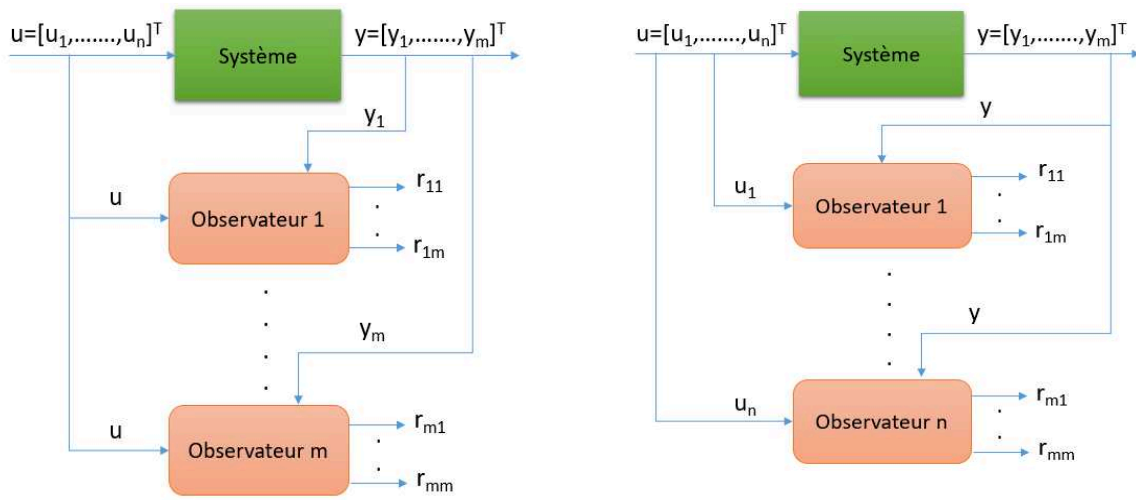 u=[u₁,.......,uₙ]ᵀ
Système
y=[y₁,.......,yₘ]ᵀ
y₁
u
Observateur 1
r₁₁
.
.
r₁ₘ
.
.
.
.
.
yₘ
u
Observateur m
rₘ₁
.
.
rₘₘ
u=[u₁,.......,uₙ]ᵀ
Système
y=[y₁,.......,yₘ]ᵀ
y
u₁
Observateur 1
r₁₁
.
.
r₁ₘ
.
.
.
.
.
y
uₙ
Observateur n
rₘ₁
.
.
rₘₘ